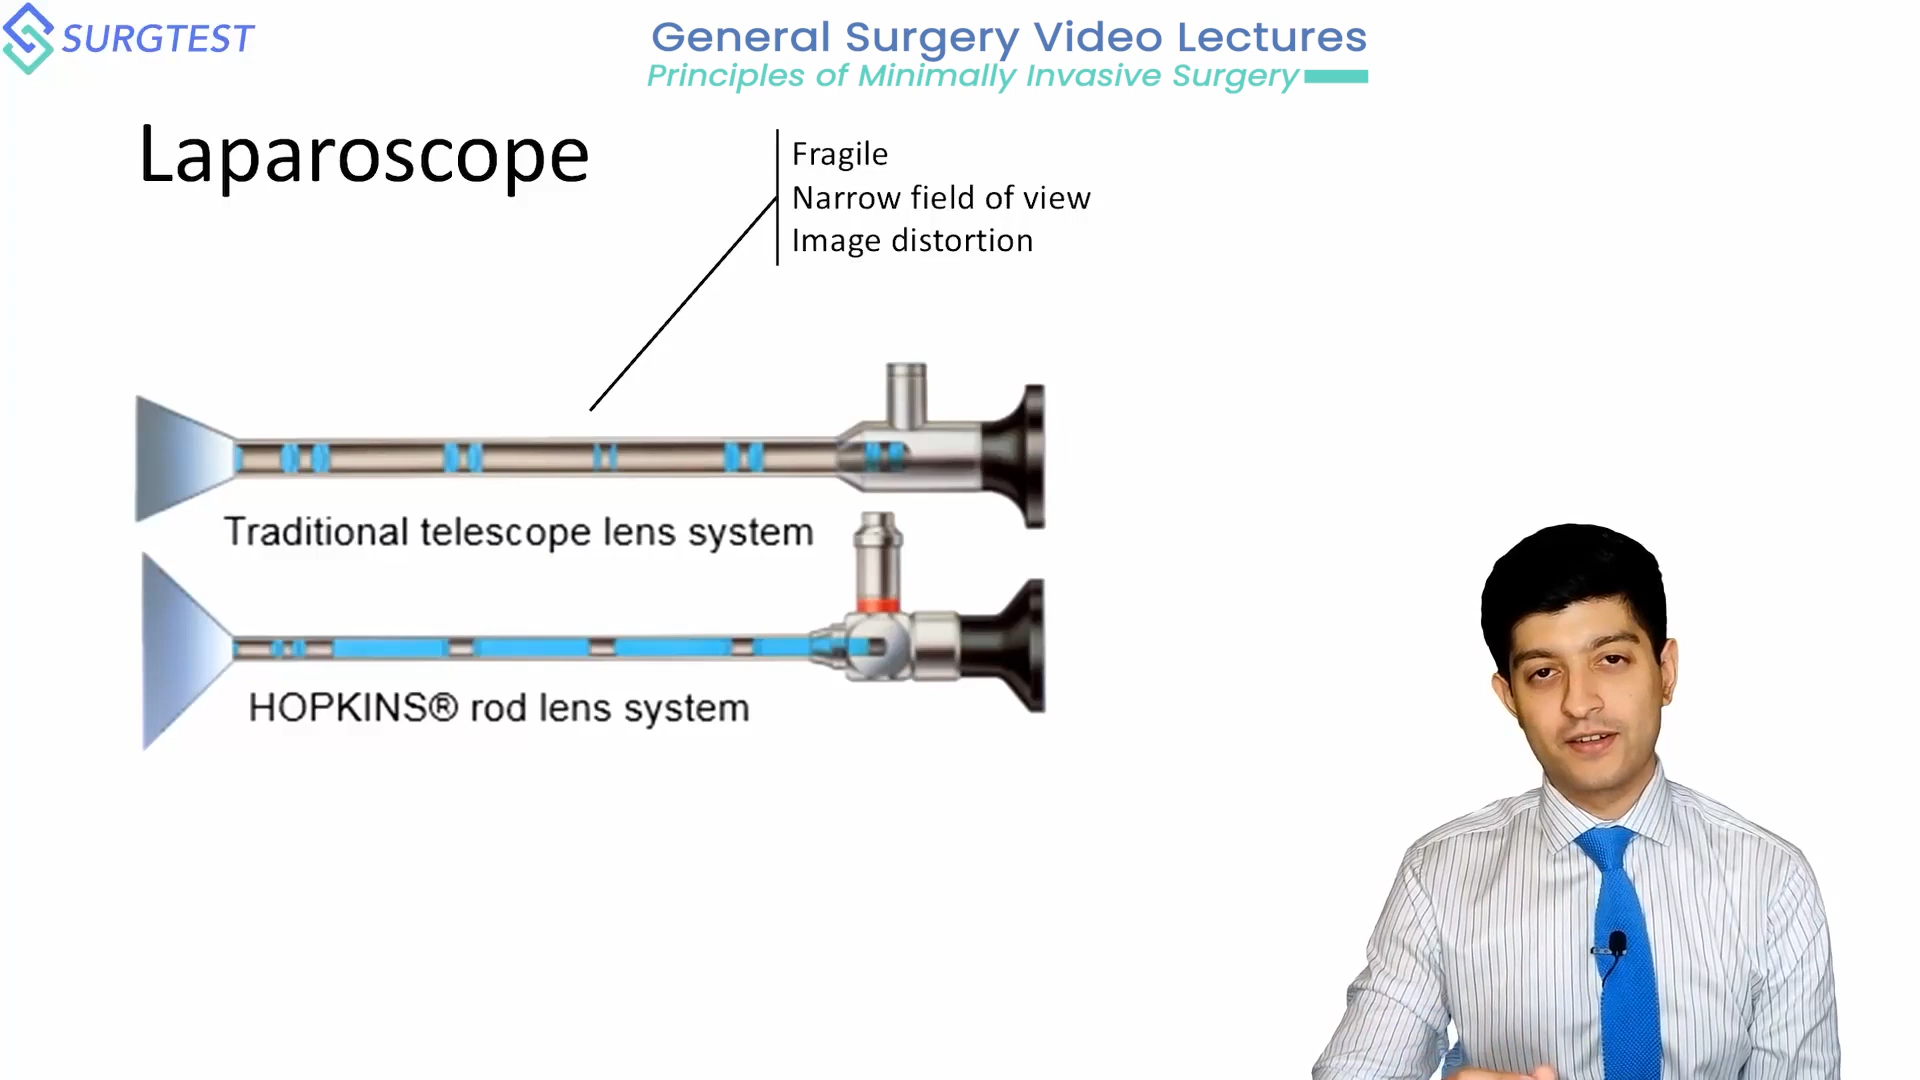 SURGTEST
General Surgery Video Lectures
Principles of Minimally Invasive Surgery
Laparoscope
Fragile
Narrow field of view
Image distortion
Traditional telescope lens system
HOPKINS® rod lens system